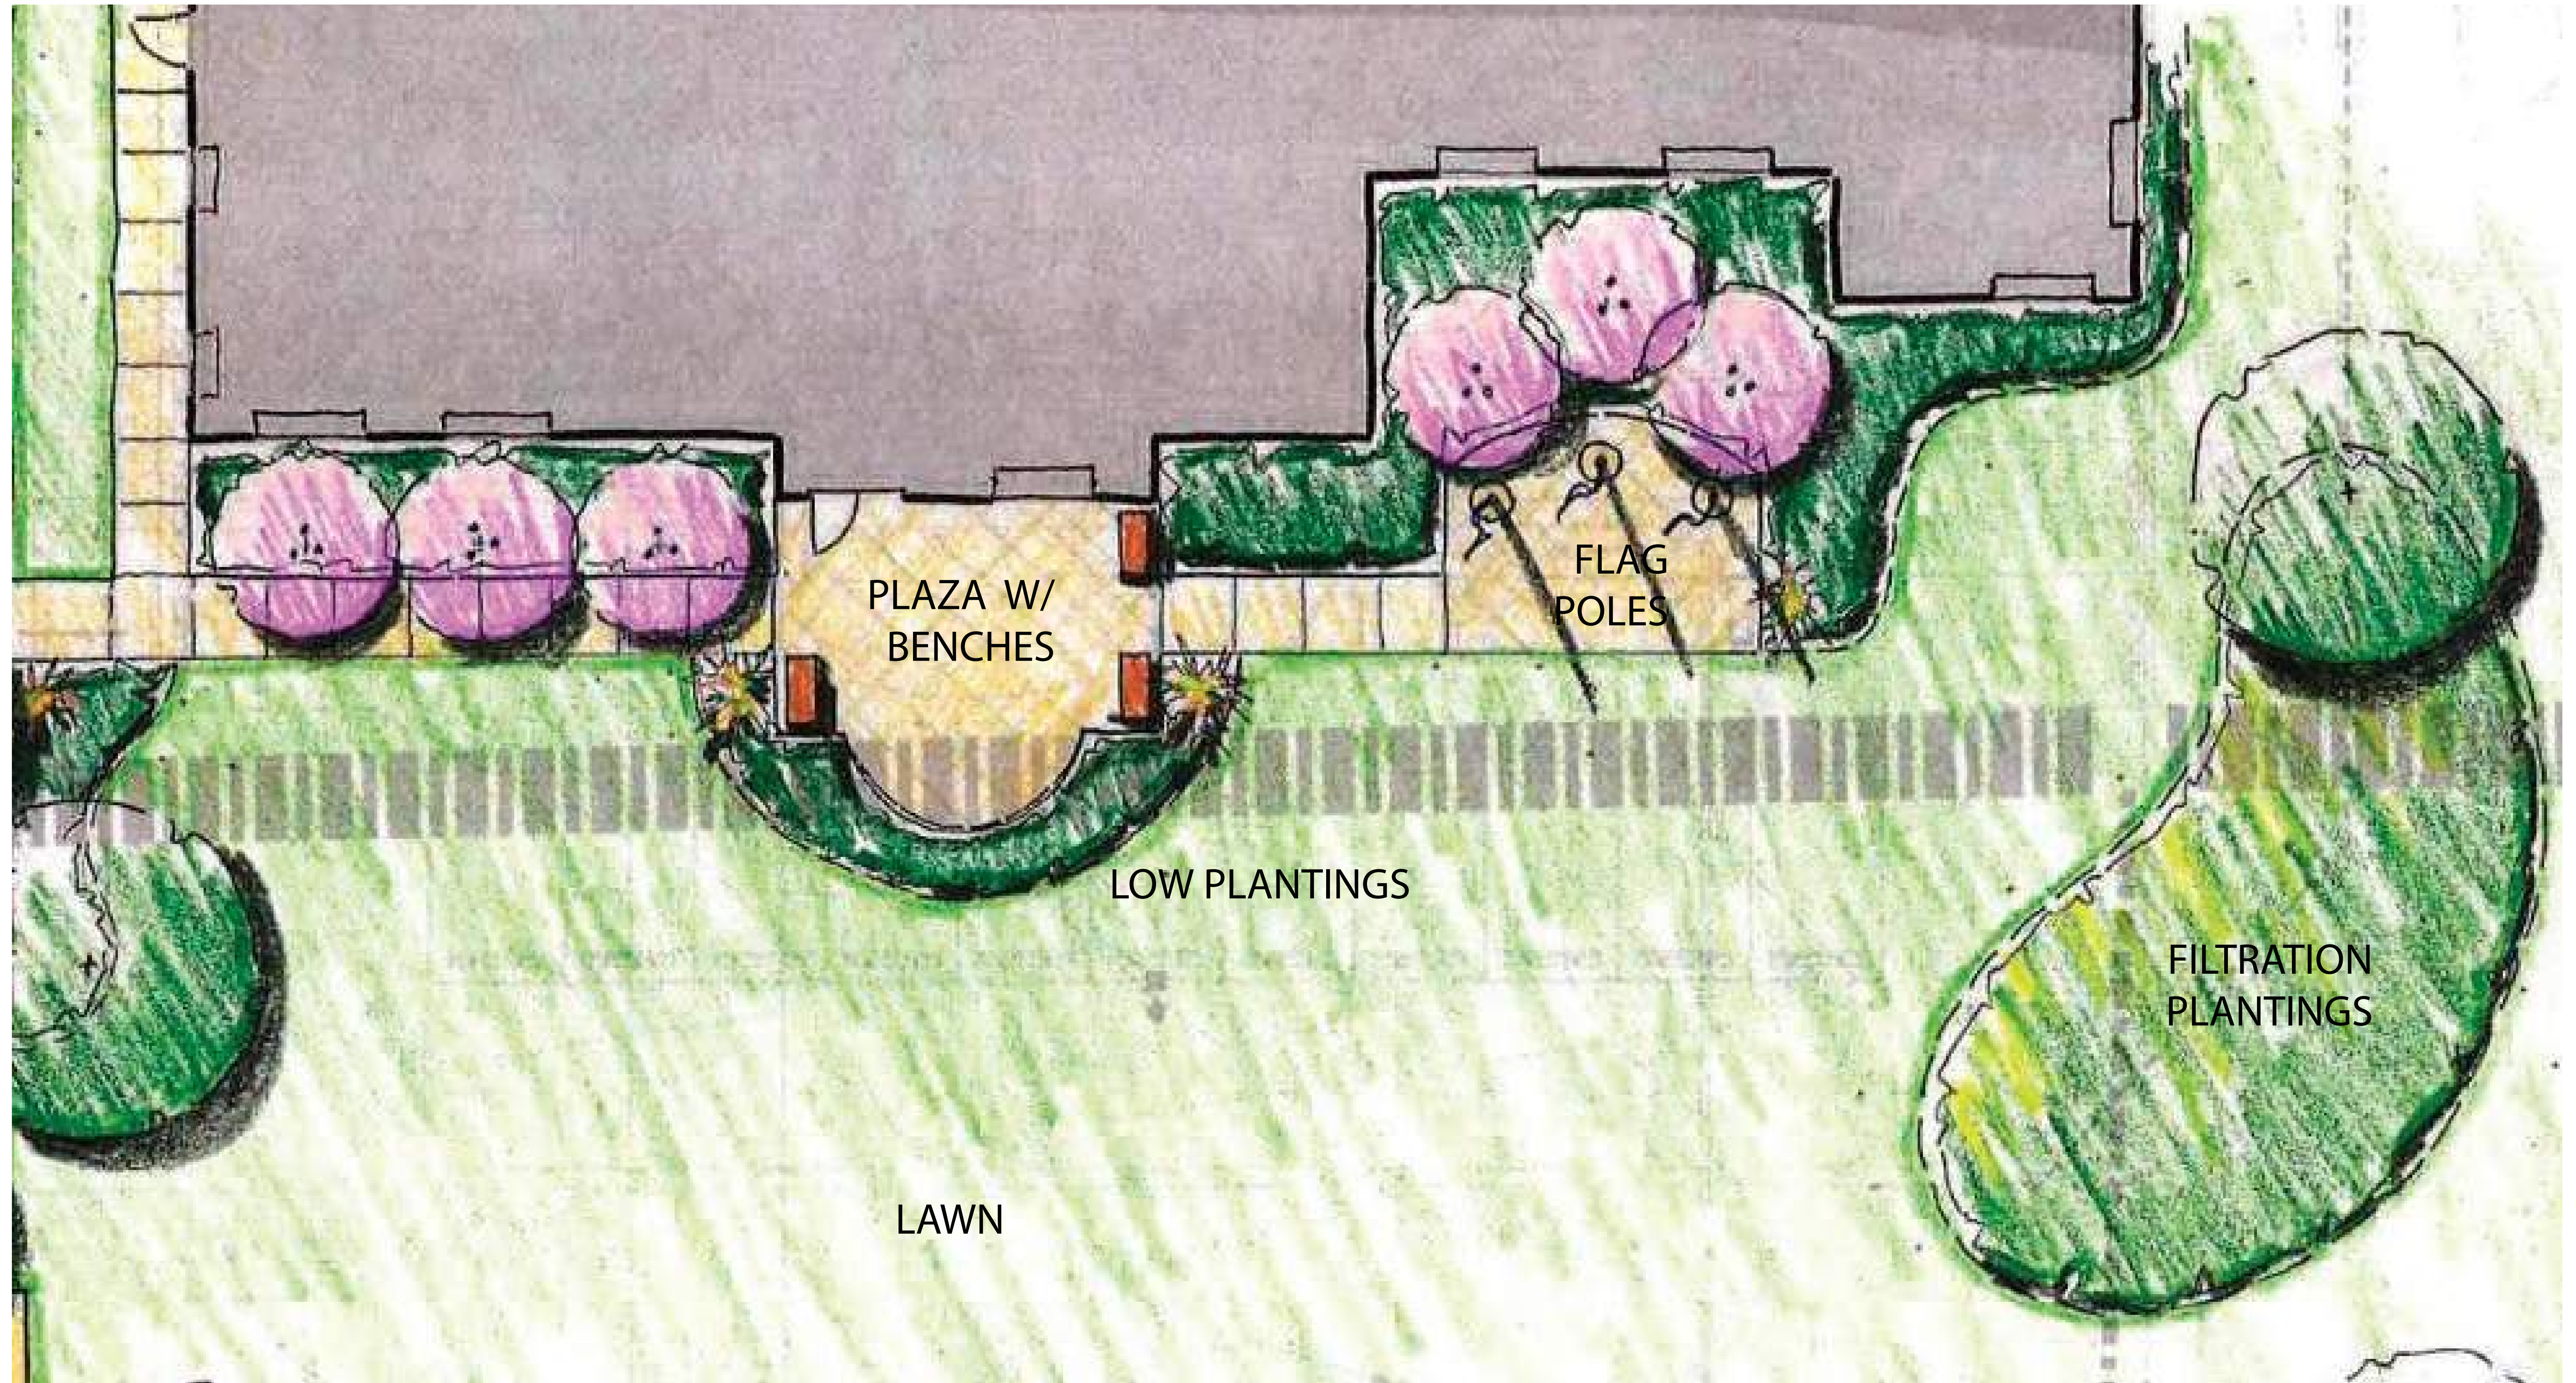 FLAG
POLES
PLAZA W/
BENCHES
LOW PLANTINGS
FILTRATION
PLANTINGS
LAWN